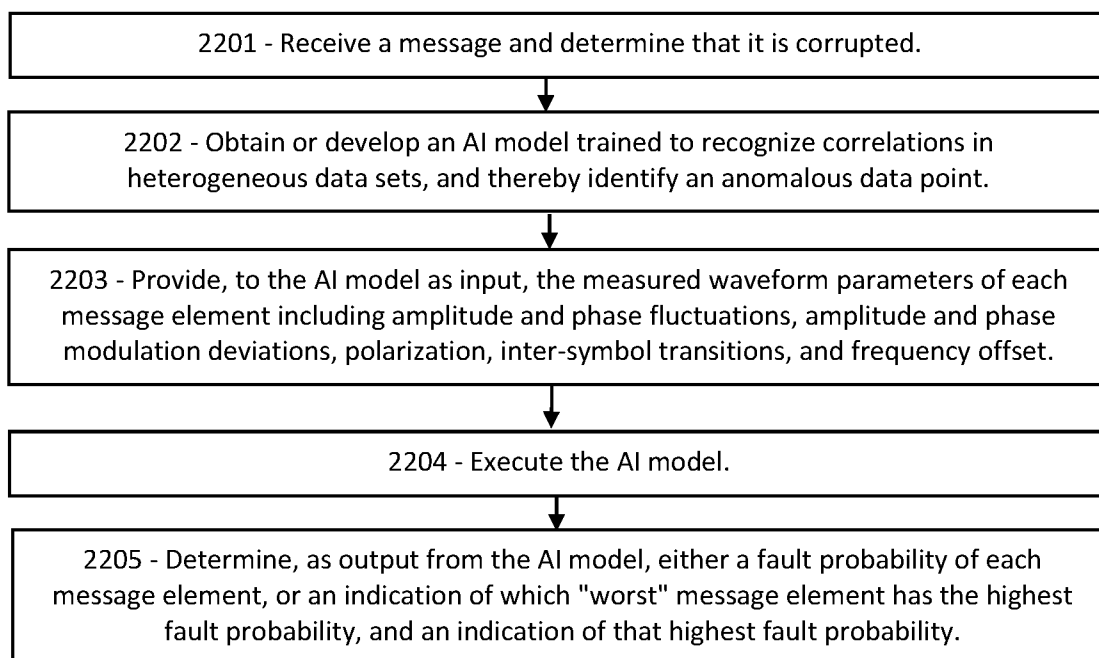 2201 - Receive a message and determine that it is corrupted.
2202 - Obtain or develop an AI model trained to recognize correlations in
heterogeneous data sets, and thereby identify an anomalous data point.
2203 - Provide, to the AI model as input, the measured waveform parameters of each
message element including amplitude and phase fluctuations, amplitude and phase
modulation deviations, polarization, inter-symbol transitions, and frequency offset.
2204 - Execute the AI model.
2205 - Determine, as output from the AI model, either a fault probability of each
message element, or an indication of which "worst" message element has the highest
fault probability, and an indication of that highest fault probability.